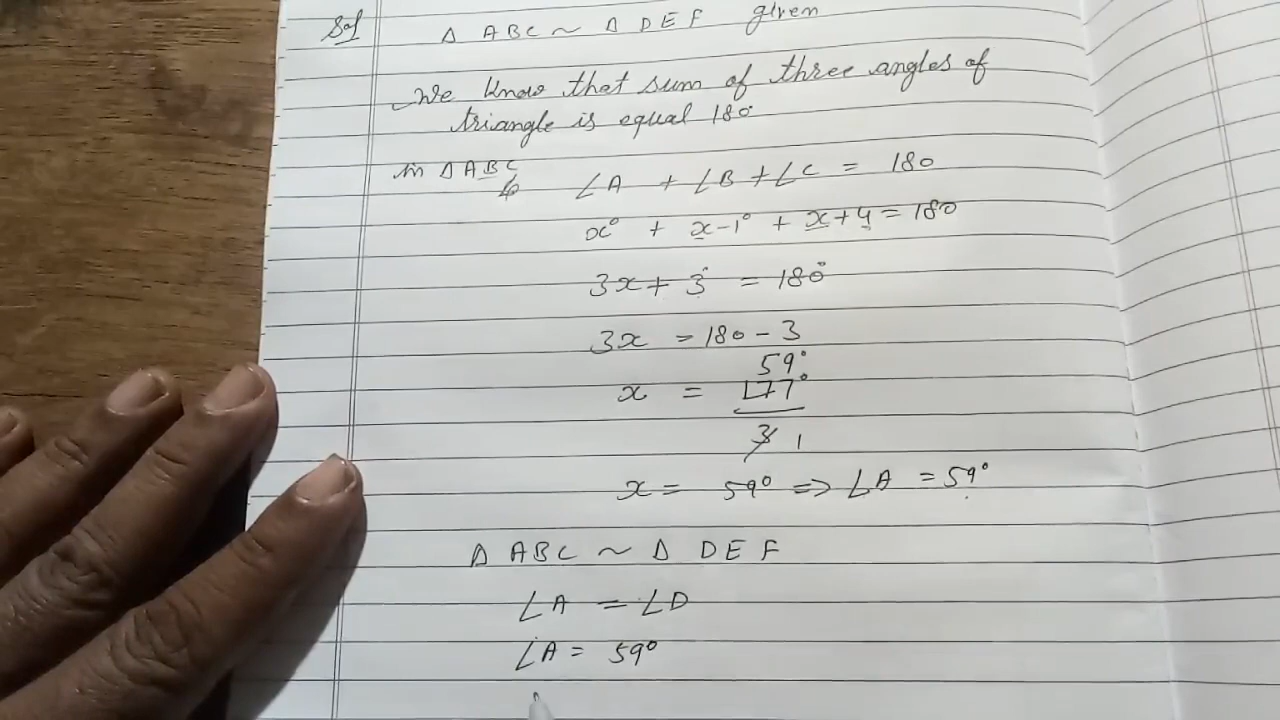 Sol Δ ABC ~ Δ DEF given
We know that sum of three angles of
triangle is equal 180
in Δ ABC ∠A + ∠B + ∠C = 180
x° + x-1° + x+4 = 180
3x + 3° = 180°
3x = 180 - 3
59°
x = 177°
3 1
x = 59° ⇒ ∠A = 59°
Δ ABC ~ Δ DEF
∠A = ∠D
∠A = 59°